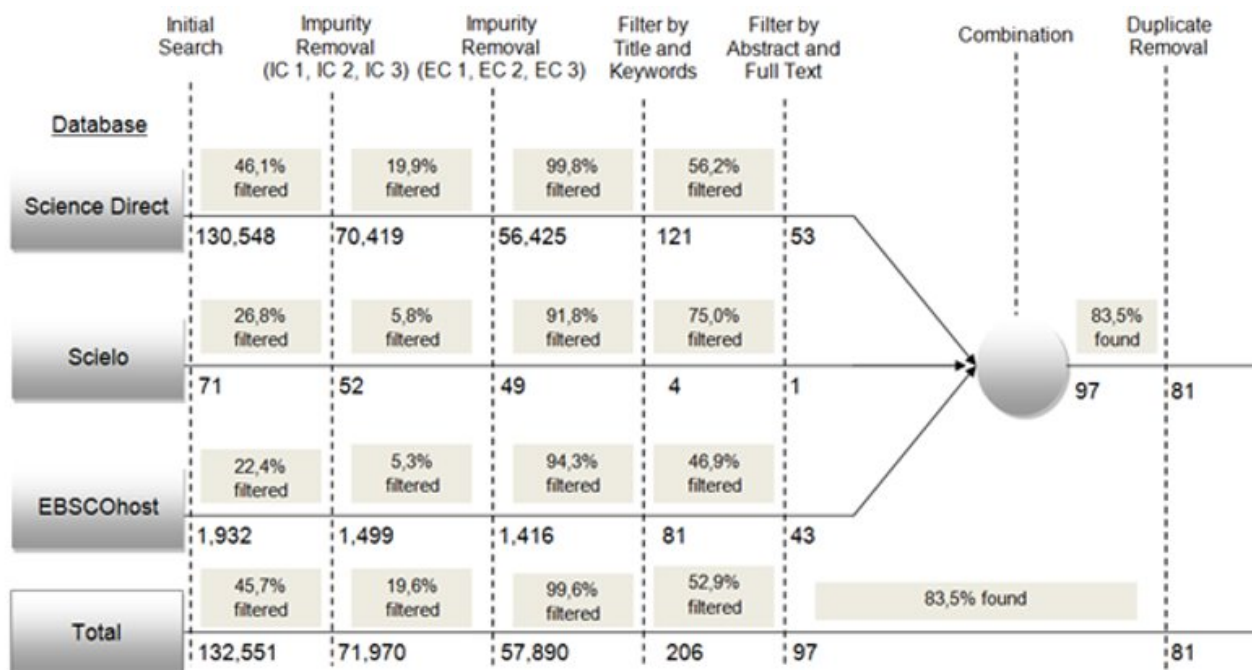 Initial
Search
Impurity
Removal
(IC 1, IC 2, IC 3)
Impurity
Removal
(EC 1, EC 2, EC 3)
Filter by
Title and
Keywords
Filter by
Abstract and
Full Text
Combination
Duplicate
Removal
Database
Science Direct
46,1%
filtered
19,9%
filtered
99,8%
filtered
56,2%
filtered
130,548
70,419
56,425
121
53
Scielo
26,8%
filtered
5,8%
filtered
91,8%
filtered
75,0%
filtered
83,5%
found
71
52
49
4
1
97
81
EBSCOhost
22,4%
filtered
5,3%
filtered
94,3%
filtered
46,9%
filtered
1,932
1,499
1,416
81
43
Total
45,7%
filtered
19,6%
filtered
99,6%
filtered
52,9%
filtered
83,5% found
132,551
71,970
57,890
206
97
81